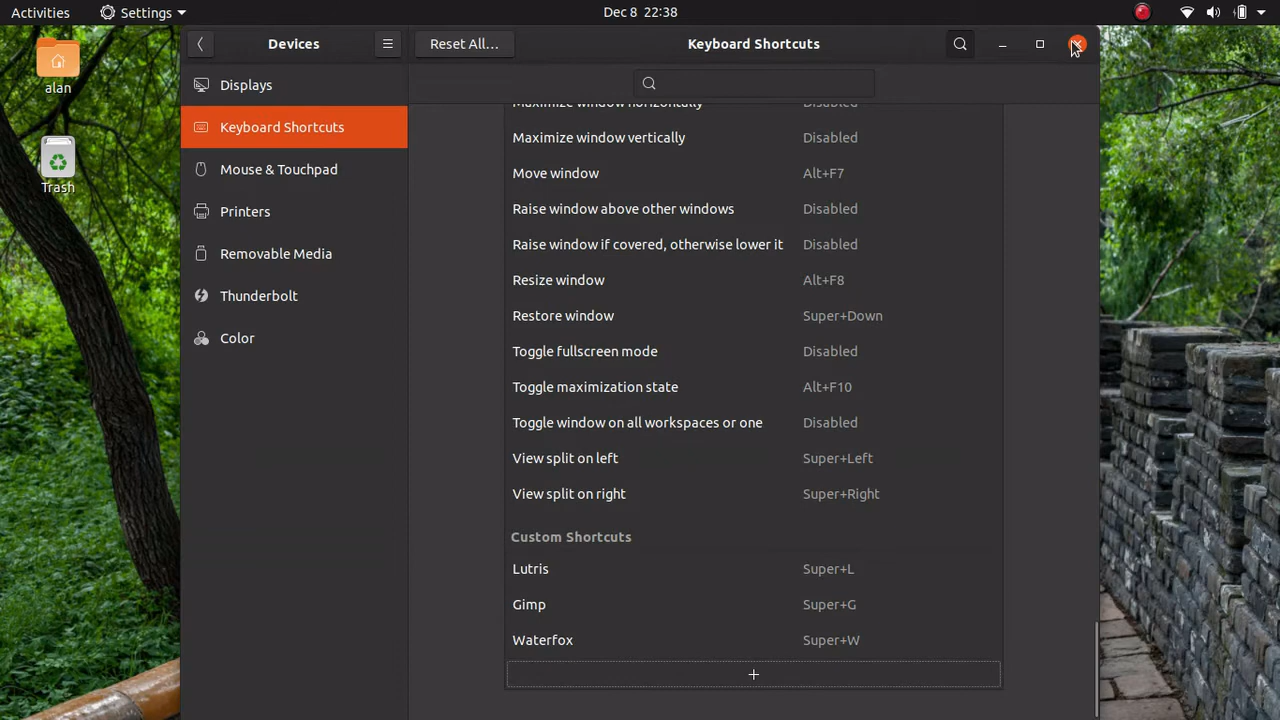 Activities Settings Dec 8 22:38
alan
Trash
Devices Reset All... Keyboard Shortcuts
Displays
Keyboard Shortcuts
Mouse & Touchpad
Printers
Removable Media
Thunderbolt
Color
Maximize window horizontally Disabled
Maximize window vertically Disabled
Move window Alt+F7
Raise window above other windows Disabled
Raise window if covered, otherwise lower it Disabled
Resize window Alt+F8
Restore window Super+Down
Toggle fullscreen mode Disabled
Toggle maximization state Alt+F10
Toggle window on all workspaces or one Disabled
View split on left Super+Left
View split on right Super+Right
Custom Shortcuts
Lutris Super+L
Gimp Super+G
Waterfox Super+W
+